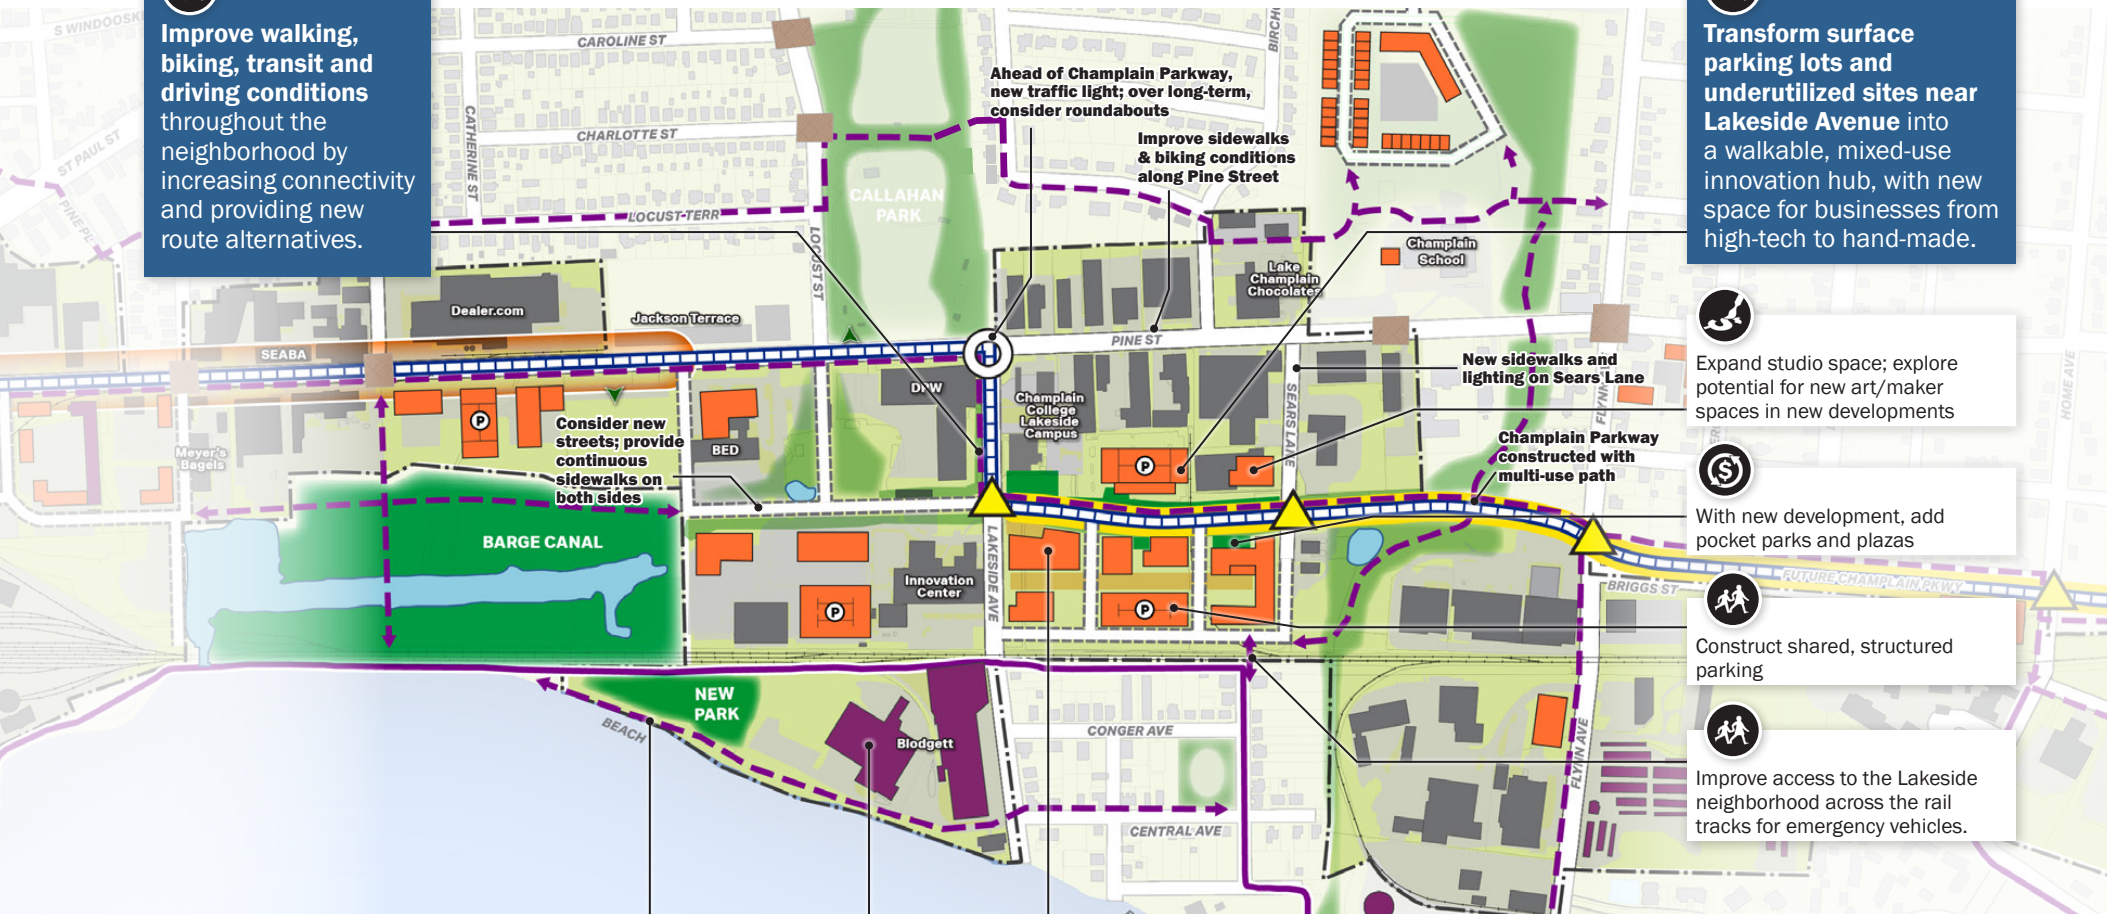 Improve walking,
biking, transit and
driving conditions
throughout the
neighborhood by
increasing connectivity
and providing new
route alternatives.
Transform surface
parking lots and
underutilized sites near
Lakeside Avenue into
a walkable, mixed-use
innovation hub, with new
space for businesses from
high-tech to hand-made.
S WINDOOSKI
CAROLINE ST
ST PAUL ST
CATHERINE ST
CHARLOTTE ST
PINE PL
LOCUST TERR
LOCUST ST
CALLAHAN
PARK
Ahead of Champlain Parkway,
new traffic light; over long-term,
consider roundabouts
Improve sidewalks
& biking conditions
along Pine Street
Champlain
School
Lake
Champlain
Chocolates
Dealer.com
Jackson Terrace
SEABA
PINE ST
P
DPW
Champlain
College
Lakeside
Campus
SEARS LANE
New sidewalks and
lighting on Sears Lane
HOME AVE
Expand studio space; explore
potential for new art/maker
spaces in new developments
Meyer's
Bagels
Consider new
streets; provide
continuous
sidewalks on
both sides
BED
P
Champlain Parkway
constructed with
multi-use path
$
With new development, add
pocket parks and plazas
BARGE CANAL
LAKESIDE AVE
Innovation
Center
P
P
FUTURE CHAMPLAIN PKWY
BRIGGS ST
Construct shared, structured
parking
NEW
PARK
BEACH
Blodgett
CONGER AVE
CENTRAL AVE
FLYNN AVE
Improve access to the Lakeside
neighborhood across the rail
tracks for emergency vehicles.